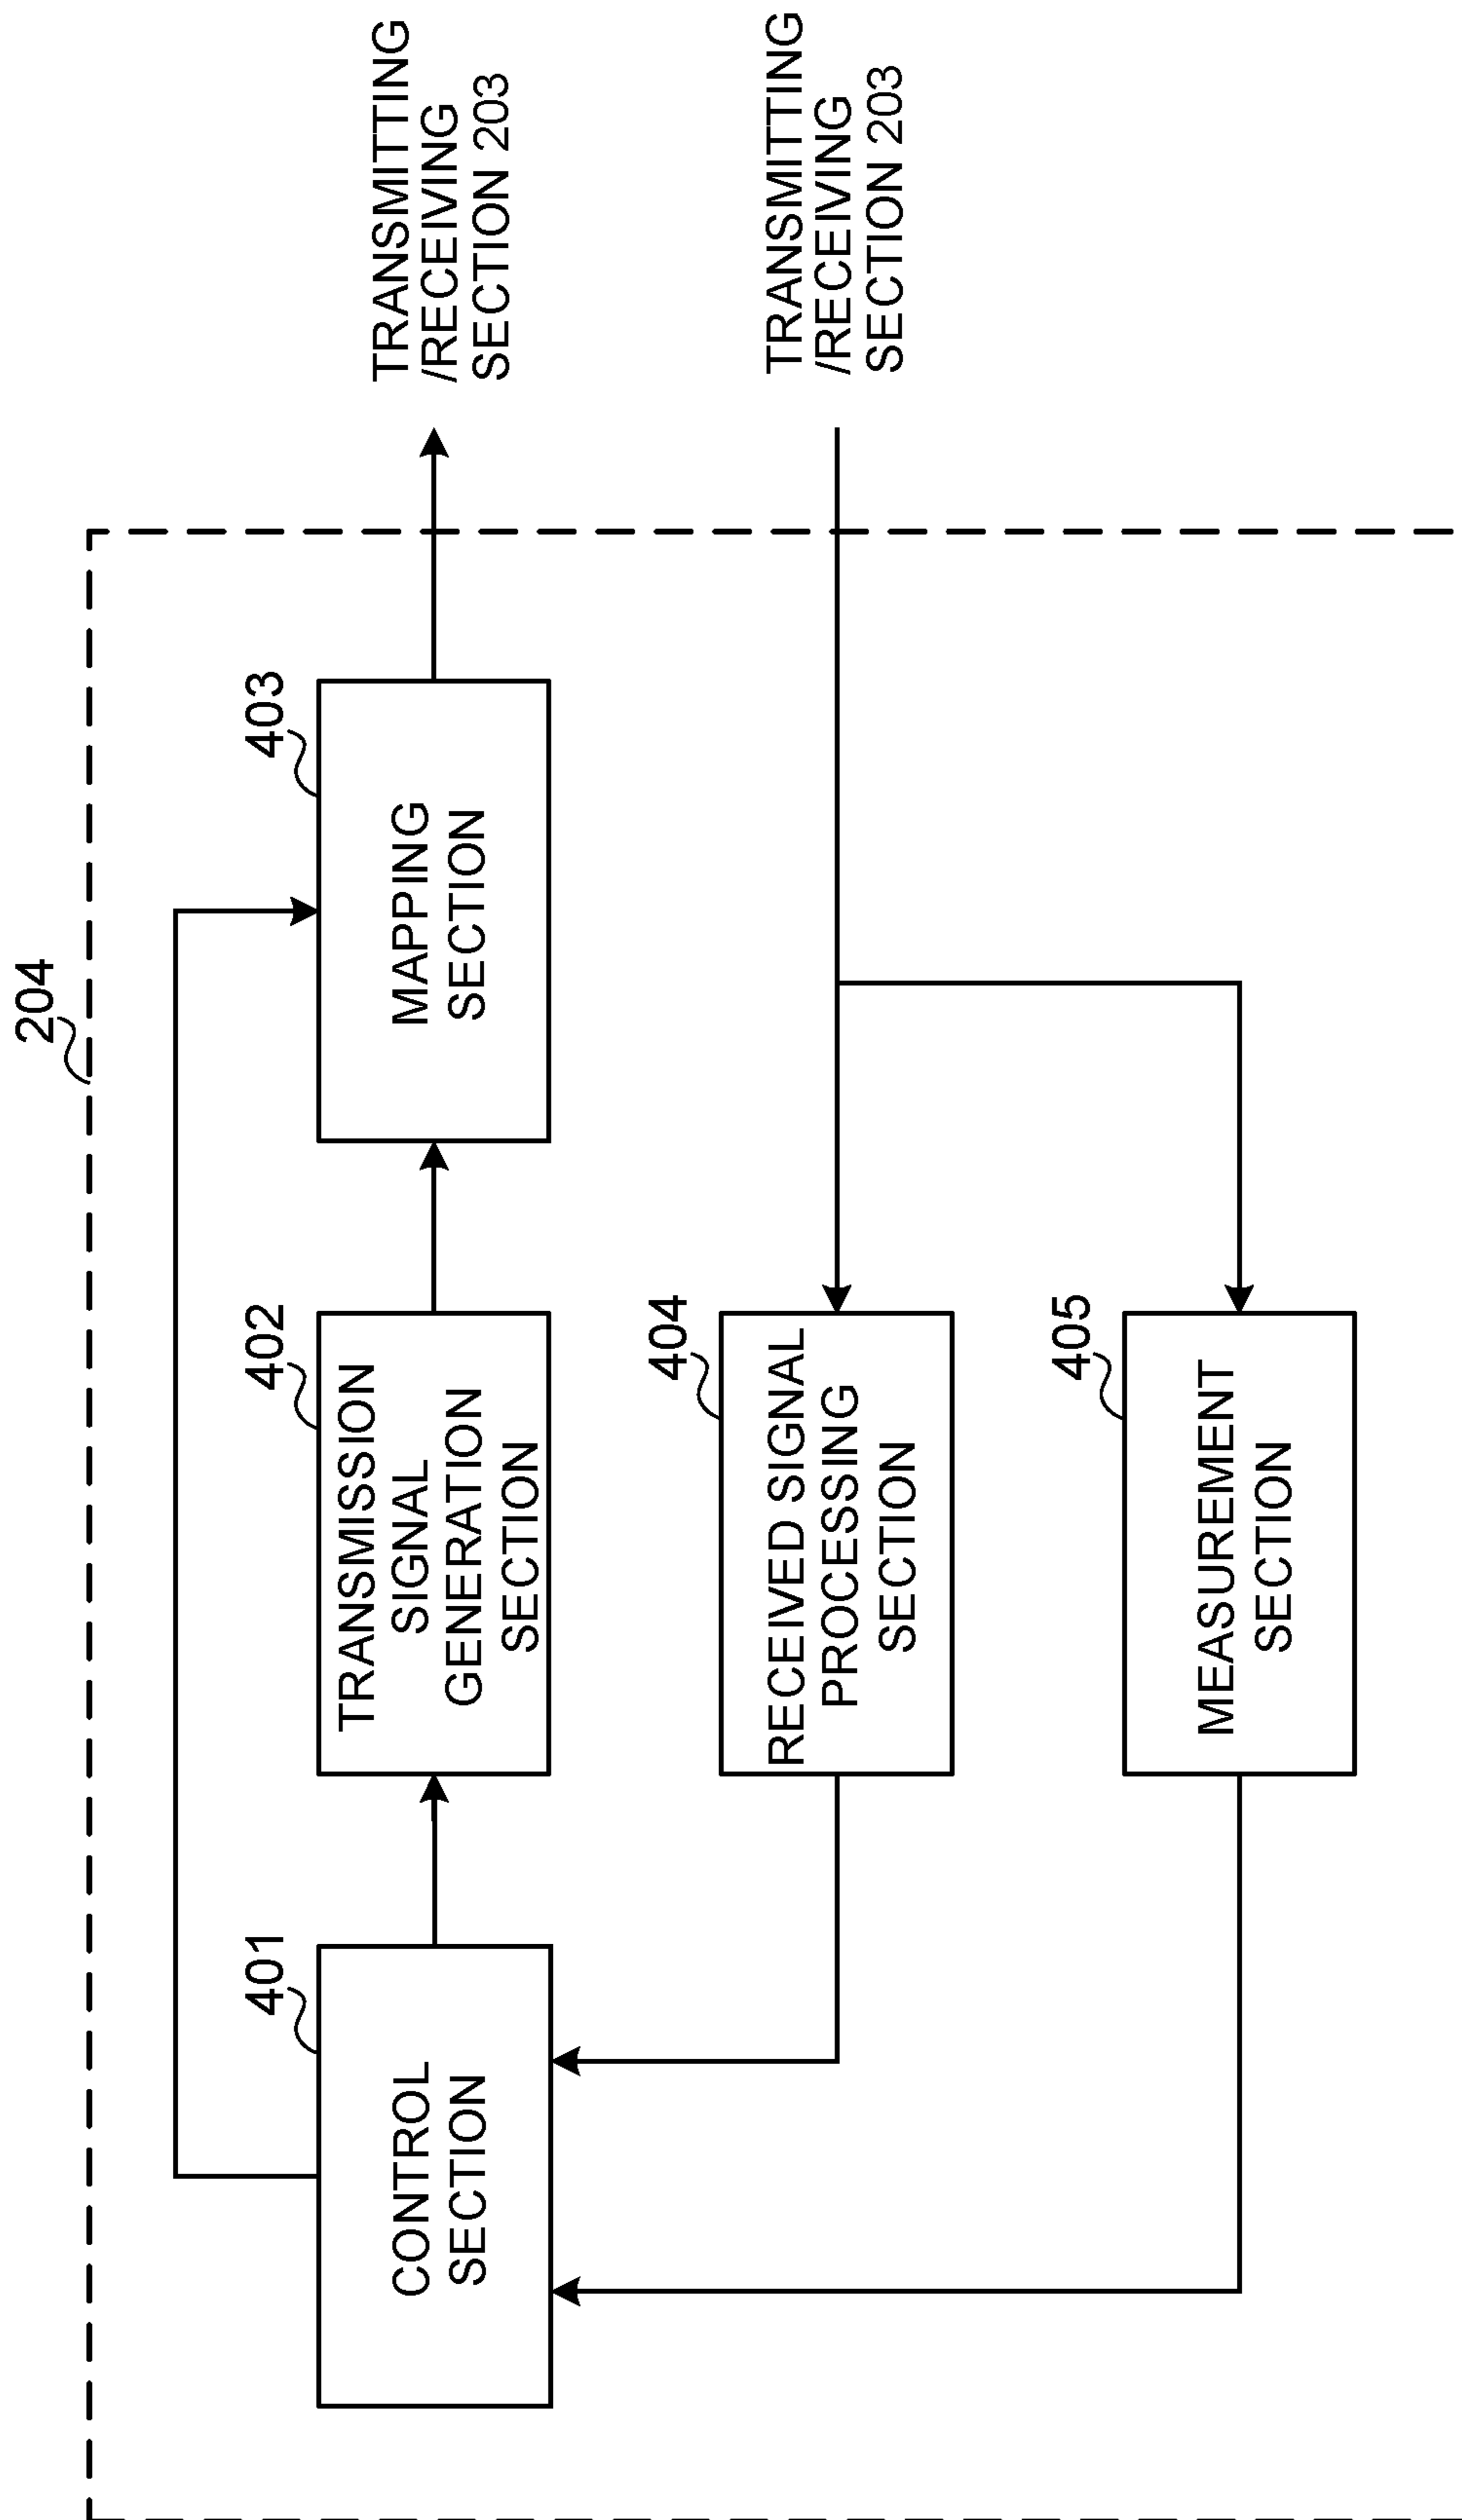 204
401
CONTROL
SECTION
402
TRANSMISSION
SIGNAL
GENERATION
SECTION
403
MAPPING
SECTION
TRANSMITTING
/RECEIVING
SECTION 203
404
RECEIVED SIGNAL
PROCESSING
SECTION
TRANSMITTING
/RECEIVING
SECTION 203
405
MEASUREMENT
SECTION